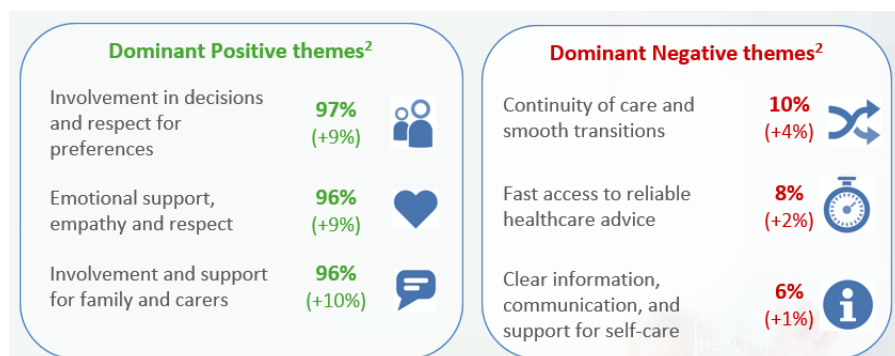 Dominant Positive themes2
Involvement in decisions
and respect for
preferences
97%
(+9%)
Emotional support,
empathy and respect
96%
(+9%)
Involvement and support
for family and carers
96%
(+10%)
Dominant Negative themes2
Continuity of care and
smooth transitions
10%
(+4%)
Fast access to reliable
healthcare advice
8%
(+2%)
Clear information,
communication, and
support for self-care
6%
(+1%)
HEALTH